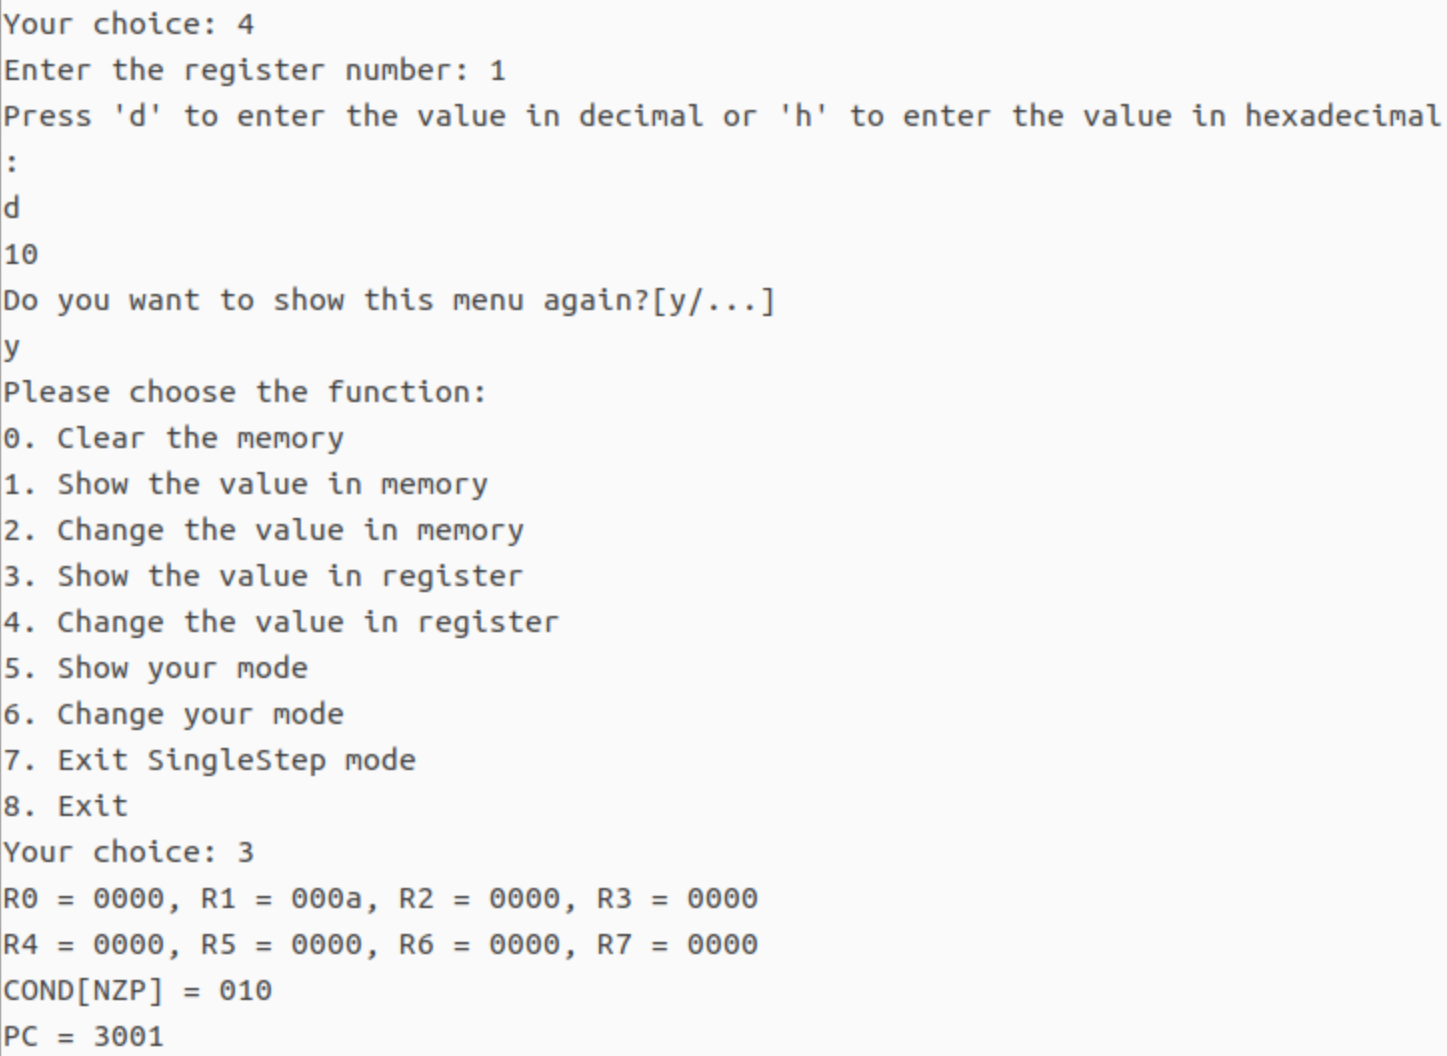 Your choice: 4
Enter the register number: 1
Press 'd' to enter the value in decimal or 'h' to enter the value in hexadecimal
:
d
10
Do you want to show this menu again?[y/...]
y
Please choose the function:
0. Clear the memory
1. Show the value in memory
2. Change the value in memory
3. Show the value in register
4. Change the value in register
5. Show your mode
6. Change your mode
7. Exit SingleStep mode
8. Exit
Your choice: 3
R0 = 0000, R1 = 000a, R2 = 0000, R3 = 0000
R4 = 0000, R5 = 0000, R6 = 0000, R7 = 0000
COND[NZP] = 010
PC = 3001